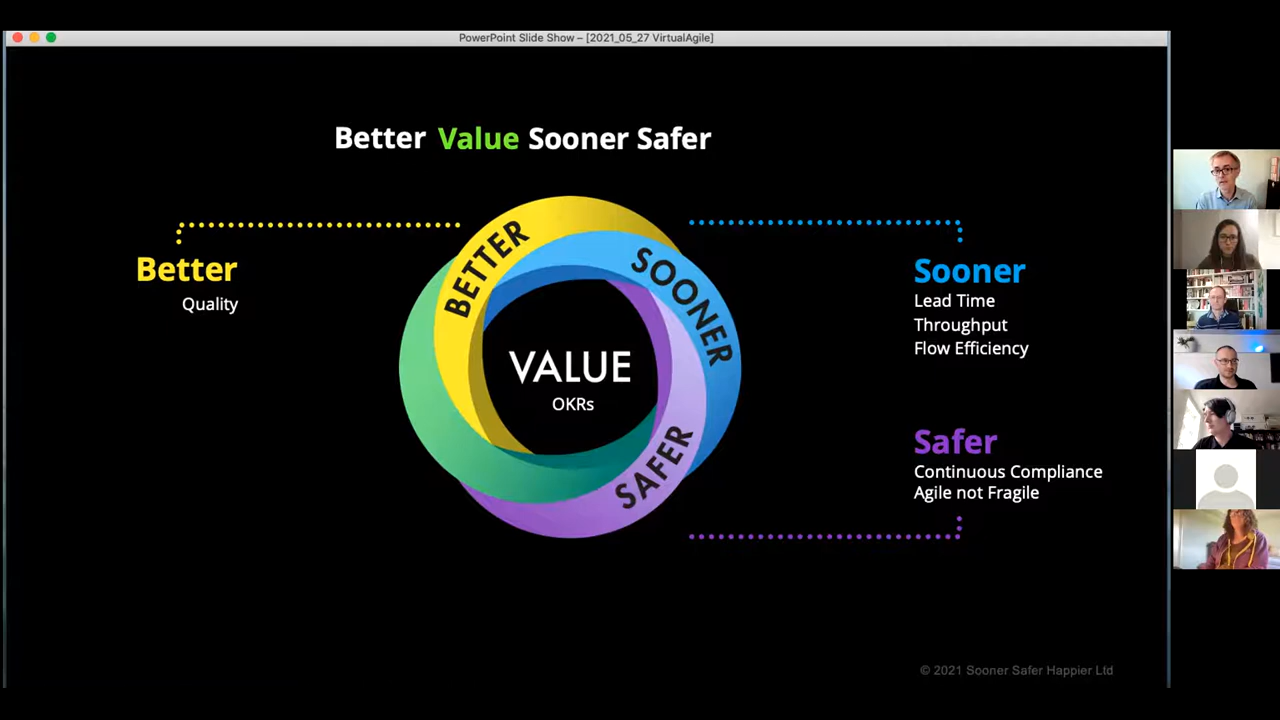 PowerPoint Slide Show – [2021_05_27 VirtualAgile]
Better Value Sooner Safer
Better
Quality
BETTER
SOONER
SAFER
VALUE
OKRs
Sooner
Lead Time
Throughput
Flow Efficiency
Safer
Continuous Compliance
Agile not Fragile
© 2021 Sooner Safer Happier Ltd